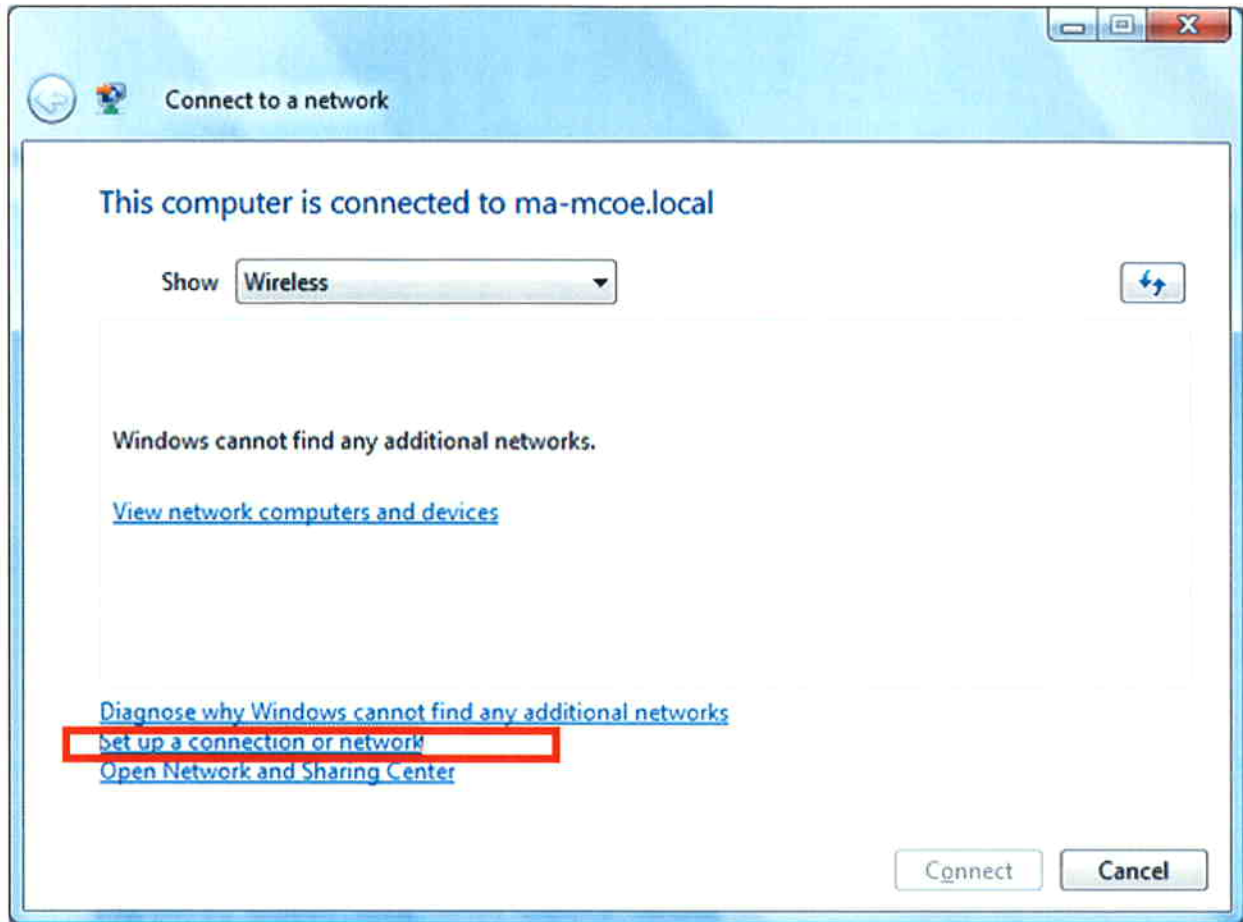 Connect to a network
This computer is connected to ma-mcoe.local
Show Wireless
Windows cannot find any additional networks.
View network computers and devices
Diagnose why Windows cannot find any additional networks
Set up a connection or network
Open Network and Sharing Center
Connect Cancel